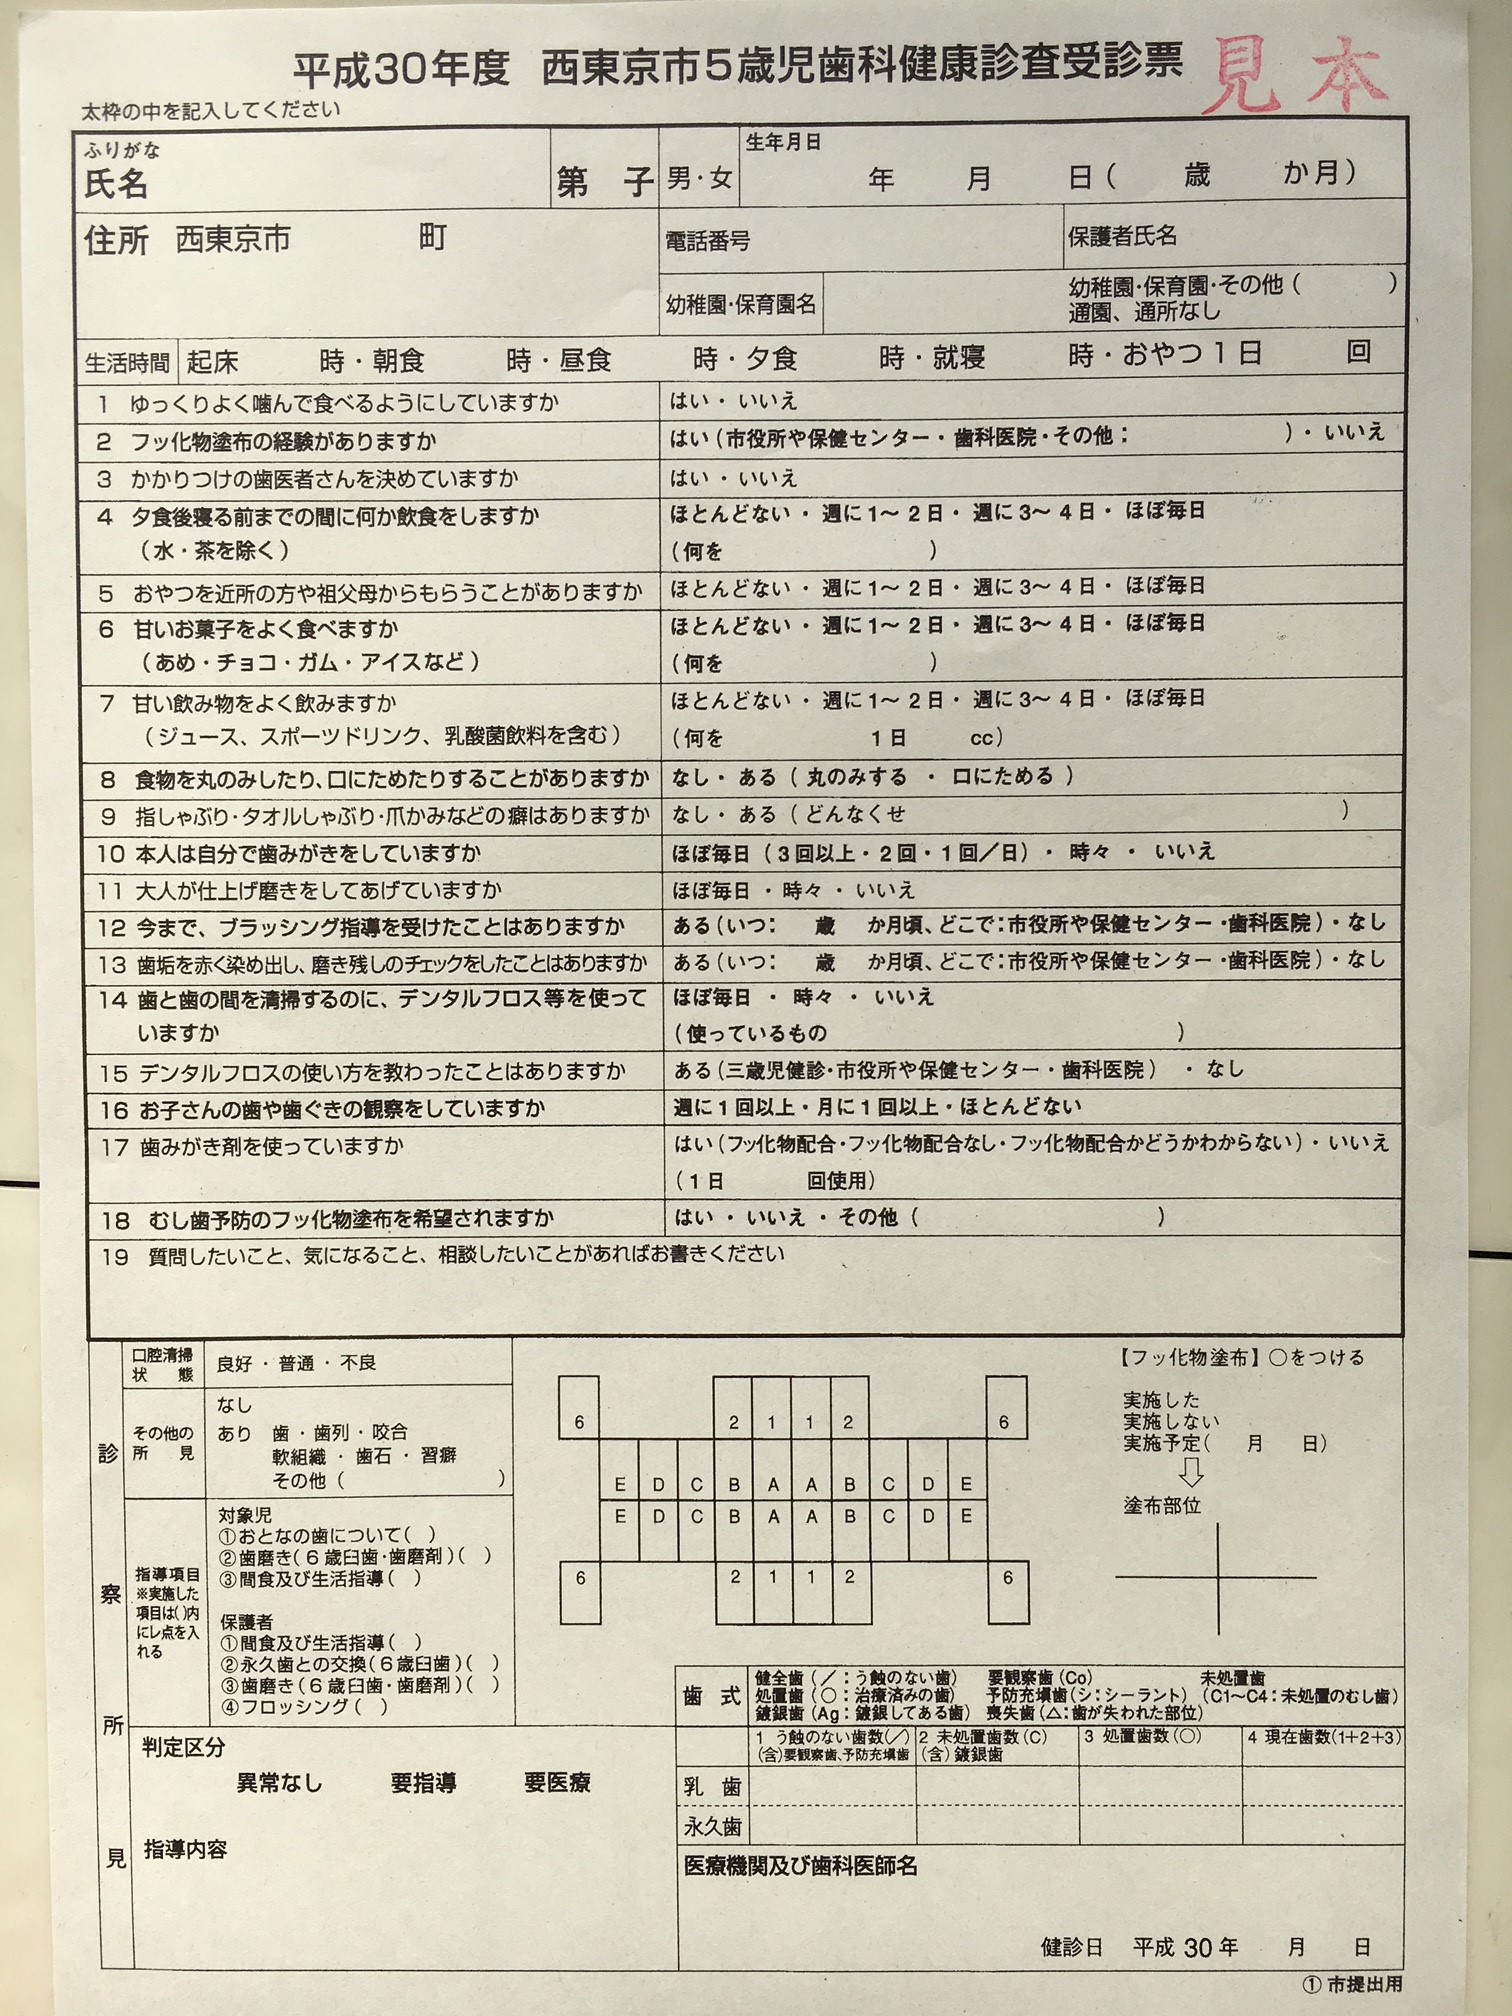 平成30年度 西東京市5歳児歯科健康診査受診票 見本
太枠の中を記入してください
ふりがな
氏名 第 子 男・女 生年月日 年 月 日( 歳 か月)
住所 西東京市 町 電話番号 保護者氏名
幼稚園・保育園名 幼稚園・保育園・その他( )
通園、通所なし
生活時間 起床 時・朝食 時・昼食 時・夕食 時・就寝 時・おやつ1日 回
1 ゆっくりよく噛んで食べるようにしていますか はい・いいえ
2 フッ化物塗布の経験がありますか はい(市役所や保健センター・歯科医院・その他: )・いいえ
3 かかりつけの歯医者さんを決めていますか はい・いいえ
4 夕食後寝る前までの間に何か飲食をしますか ほとんどない・週に1〜2日・週に3〜4日・ほぼ毎日
(水・茶を除く) (何を )
5 おやつを近所の方や祖父母からもらうことがありますか ほとんどない・週に1〜2日・週に3〜4日・ほぼ毎日
6 甘いお菓子をよく食べますか ほとんどない・週に1〜2日・週に3〜4日・ほぼ毎日
(あめ・チョコ・ガム・アイスなど) (何を )
7 甘い飲み物をよく飲みますか ほとんどない・週に1〜2日・週に3〜4日・ほぼ毎日
(ジュース、スポーツドリンク、乳酸菌飲料を含む) (何を 1日 cc)
8 食物を丸のみしたり、口にためたりすることがありますか なし・ある(丸のみする・口にためる)
9 指しゃぶり・タオルしゃぶり・爪かみなどの癖はありますか なし・ある(どんなくせ )
10 本人は自分で歯みがきをしていますか ほぼ毎日(3回以上・2回・1回/日)・時々・いいえ
11 大人が仕上げ磨きをしてあげていますか ほぼ毎日・時々・いいえ
12 今まで、ブラッシング指導を受けたことはありますか ある(いつ: 歳 か月頃、どこで:市役所や保健センター・歯科医院)・なし
13 歯垢を赤く染め出し、磨き残しのチェックをしたことはありますか ある(いつ: 歳 か月頃、どこで:市役所や保健センター・歯科医院)・なし
14 歯と歯の間を清掃するのに、デンタルフロス等を使って ほぼ毎日・時々・いいえ
いますか (使っているもの )
15 デンタルフロスの使い方を教わったことはありますか ある(三歳児健診・市役所や保健センター・歯科医院)・なし
16 お子さんの歯や歯ぐきの観察をしていますか 週に1回以上・月に1回以上・ほとんどない
17 歯みがき剤を使っていますか はい(フッ化物配合・フッ化物配合なし・フッ化物配合かどうかわからない)・いいえ
(1日 回使用)
18 むし歯予防のフッ化物塗布を希望されますか はい・いいえ・その他( )
19 質問したいこと、気になること、相談したいことがあればお書きください
診察所見
口腔清掃
状 態
良好・普通・不良
その他の
所 見
なし
あり 歯・歯列・咬合
軟組織・歯石・習癖
その他( )
指導項目
※実施した
項目は()内
にレ点を入
れる
対象児
①おとなの歯について( )
②歯磨き(6歳臼歯・歯磨剤)( )
③間食及び生活指導( )
保護者
①間食及び生活指導( )
②永久歯との交換(6歳臼歯)( )
③歯磨き(6歳臼歯・歯磨剤)( )
④フロッシング( )
6 2 1 1 2 6
E D C B A A B C D E
E D C B A A B C D E
6 2 1 1 2 6
【フッ化物塗布】○をつける
実施した
実施しない
実施予定( 月 日)
塗布部位
歯 式
健全歯(/:う蝕のない歯) 要観察歯(Co) 未処置歯
処置歯(○:治療済みの歯) 予防充填歯(シ:シーラント) (C1〜C4:未処置のむし歯)
鍍銀歯(Ag:鍍銀してある歯) 喪失歯(△:歯が失われた部位)
1 う蝕のない歯数(/) 2 未処置歯数(C) 3 処置歯数(○) 4 現在歯数(1+2+3)
(含)要観察歯、予防充填歯 (含)鍍銀歯
乳 歯
永久歯
判定区分
異常なし 要指導 要医療
指導内容
医療機関及び歯科医師名
健診日 平成30年 月 日
①市提出用